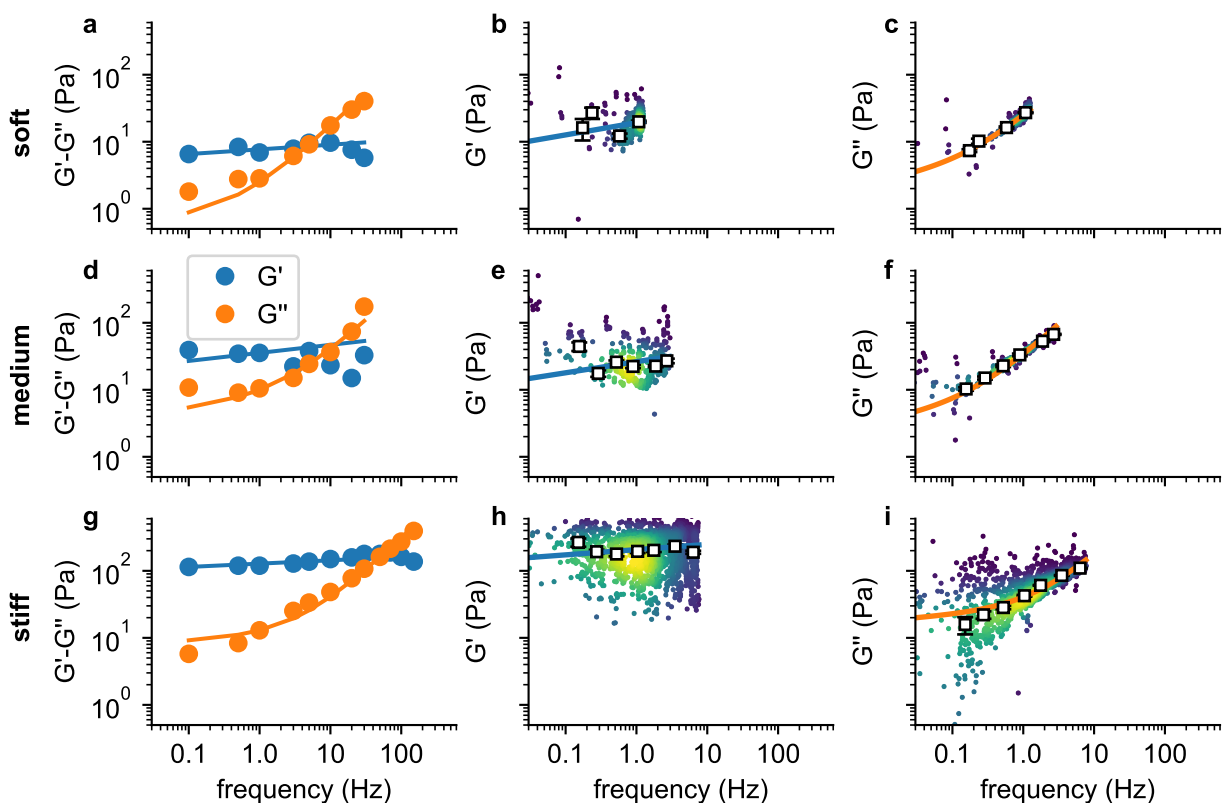 a
b
c
soft
G'-G'' (Pa)
10²
10¹
10⁰
G' (Pa)
G'' (Pa)
d
e
f
medium
G'-G'' (Pa)
10²
10¹
10⁰
G'
G''
G' (Pa)
G'' (Pa)
g
h
i
stiff
G'-G'' (Pa)
10²
10¹
10⁰
G' (Pa)
G'' (Pa)
0.1 1.0 10 100
0.1 1.0 10 100
0.1 1.0 10 100
frequency (Hz)
frequency (Hz)
frequency (Hz)